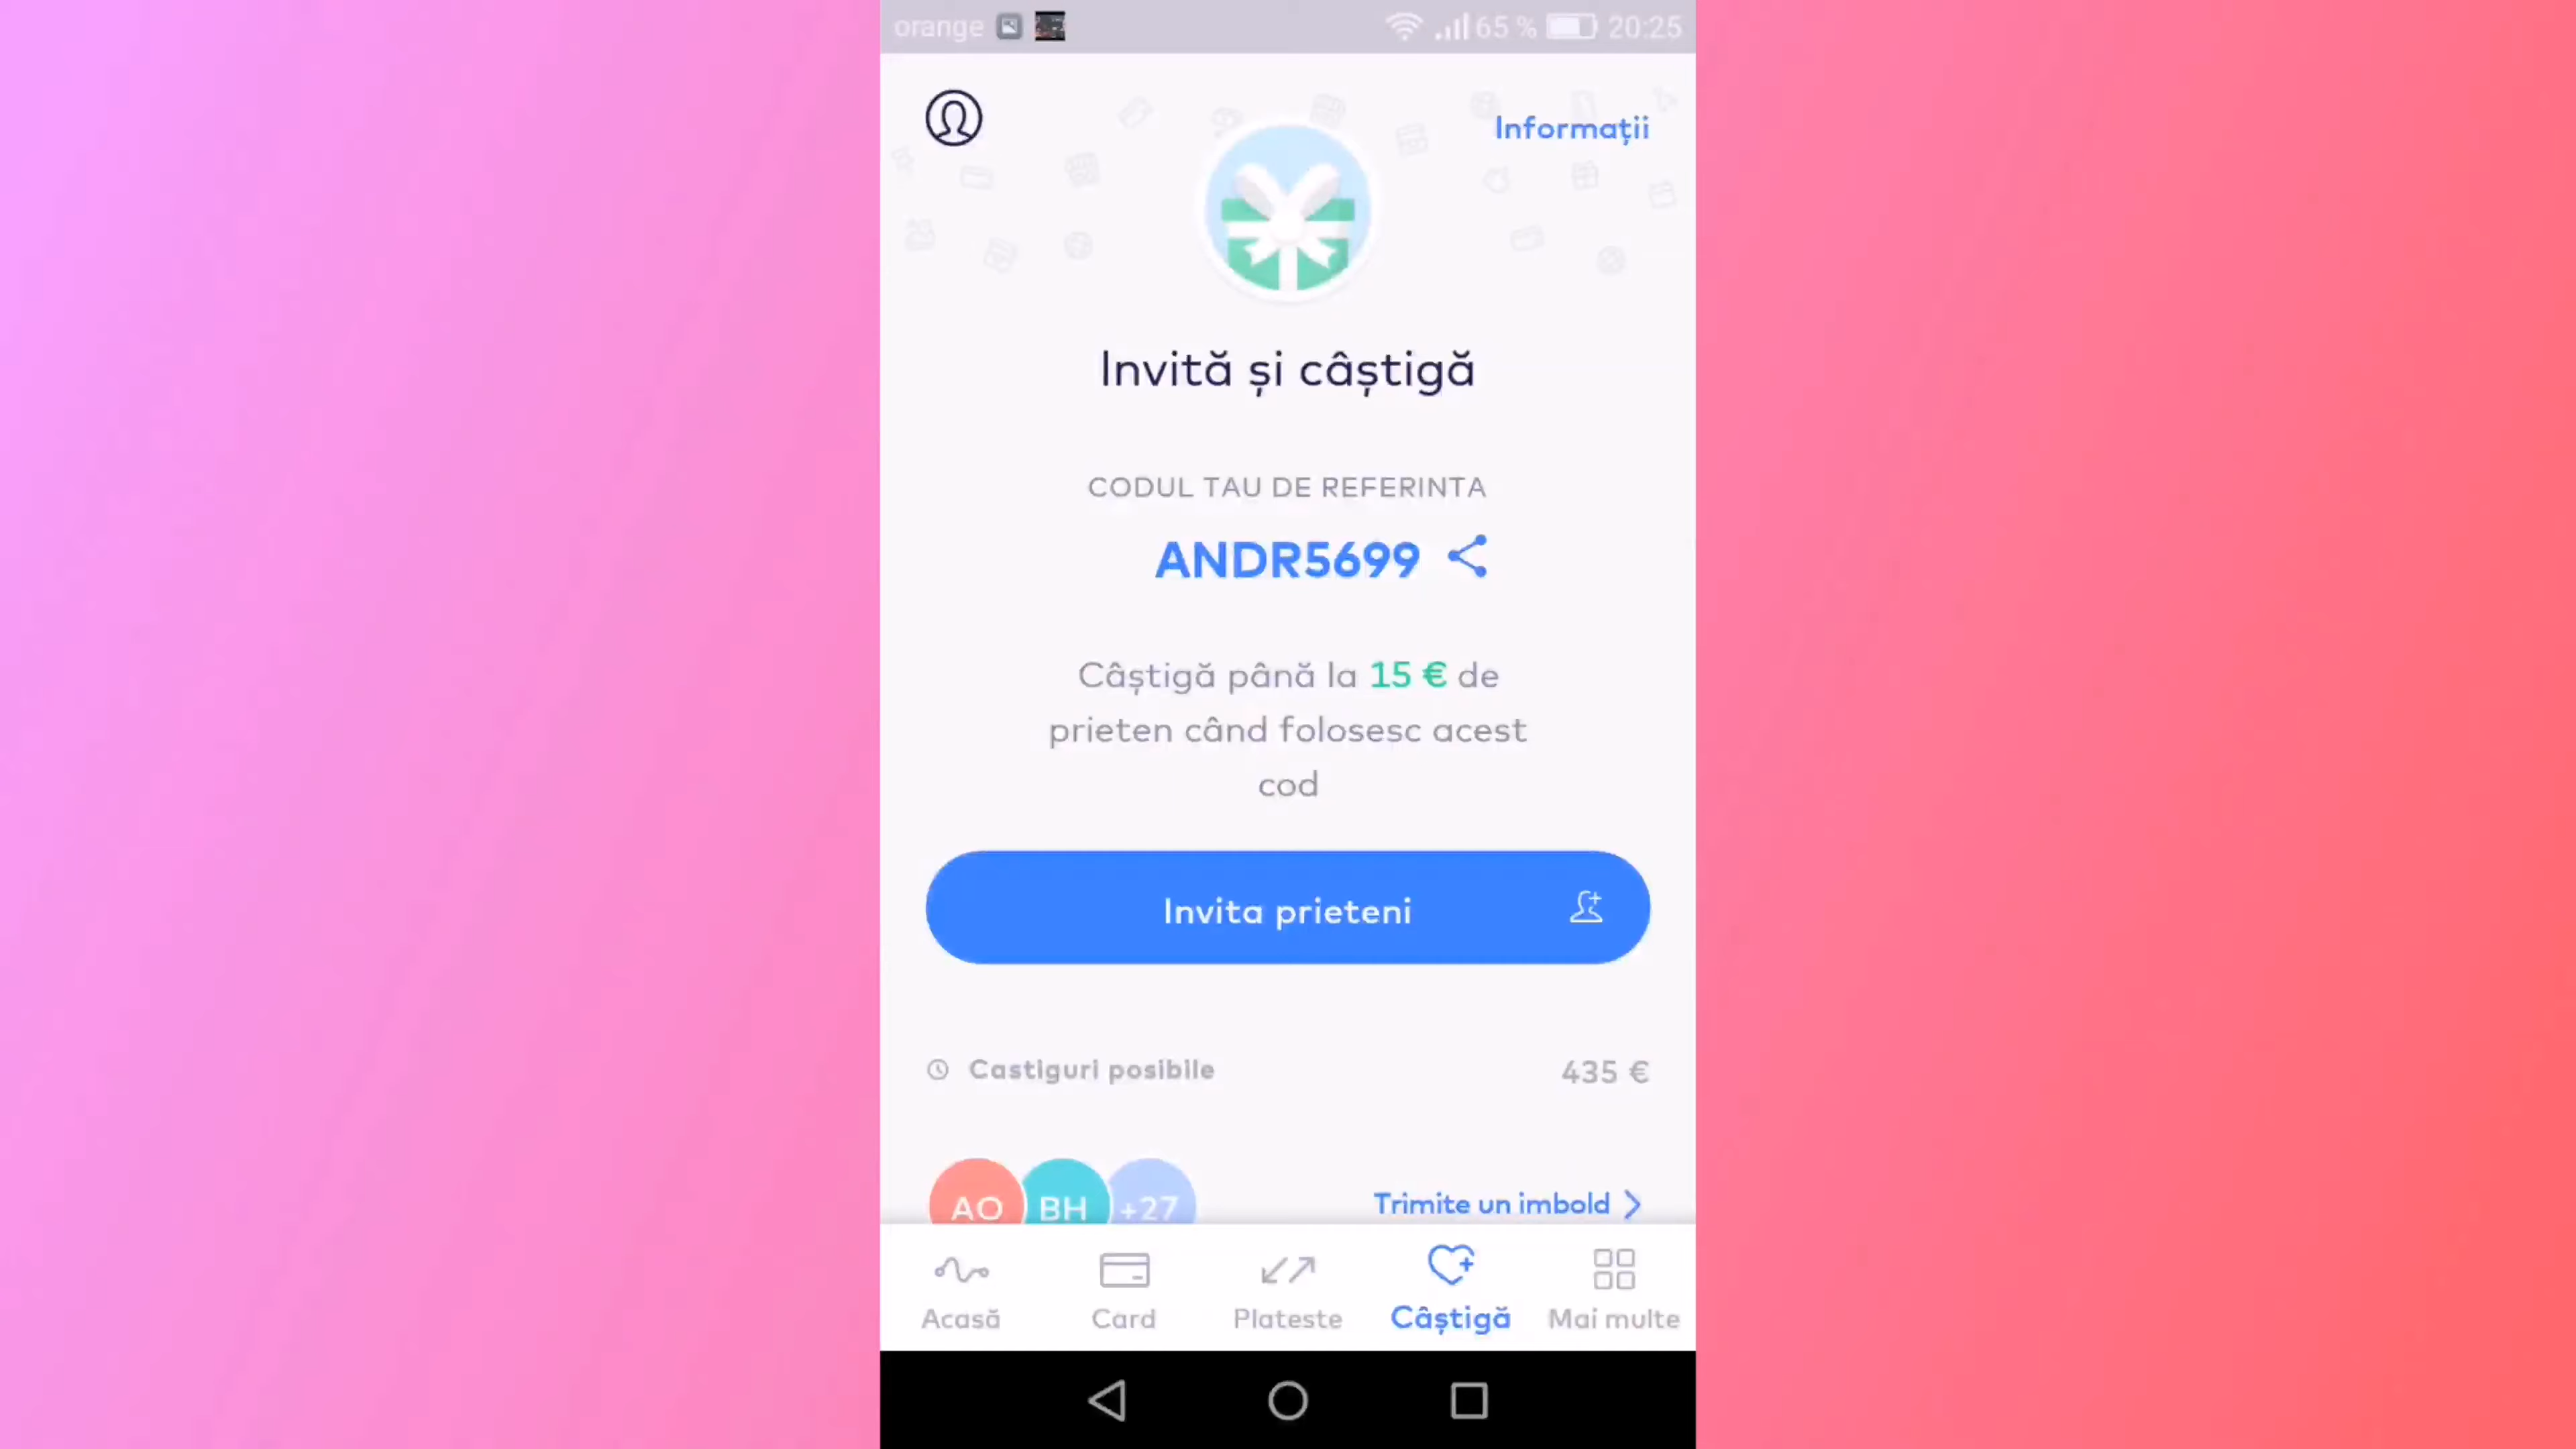 orange 65 % 20:25
Informații
Invită și câștigă
CODUL TAU DE REFERINTA
ANDR5699
Câștigă până la 15 € de
prieten când folosesc acest
cod
Invita prieteni
Castiguri posibile 435 €
AO BH +27 Trimite un imbold
Acasă Card Plateste Câștigă Mai multe